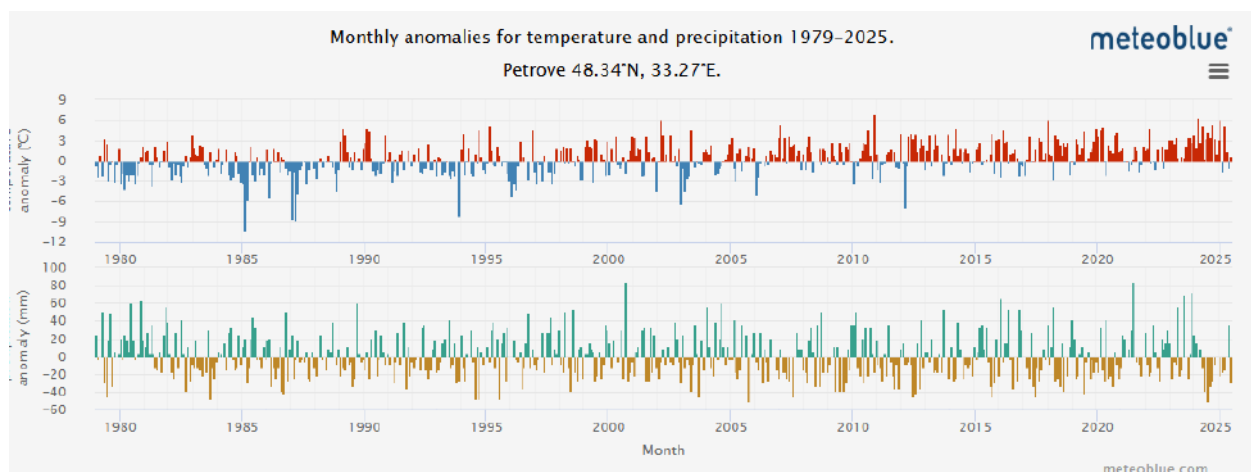 Monthly anomalies for temperature and precipitation 1979-2025.
meteoblue®
Petrove 48.34°N, 33.27°E.
9
6
3
0
-3
-6
-9
-12
anomaly (°C)
1980 1985 1990 1995 2000 2005 2010 2015 2020 2025
100
80
60
40
20
0
-20
-40
-60
anomaly (mm)
1980 1985 1990 1995 2000 2005 2010 2015 2020 2025
Month
meteoblue.com